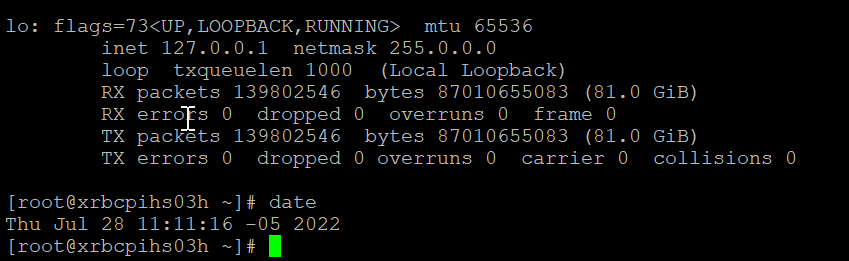 lo: flags=73<UP,LOOPBACK,RUNNING>  mtu 65536
        inet 127.0.0.1  netmask 255.0.0.0
        loop  txqueuelen 1000  (Local Loopback)
        RX packets 139802546  bytes 87010655083 (81.0 GiB)
        RX errors 0  dropped 0  overruns 0  frame 0
        TX packets 139802546  bytes 87010655083 (81.0 GiB)
        TX errors 0  dropped 0 overruns 0  carrier 0  collisions 0

[root@xrbcpihs03h ~]# date
Thu Jul 28 11:11:16 -05 2022
[root@xrbcpihs03h ~]#